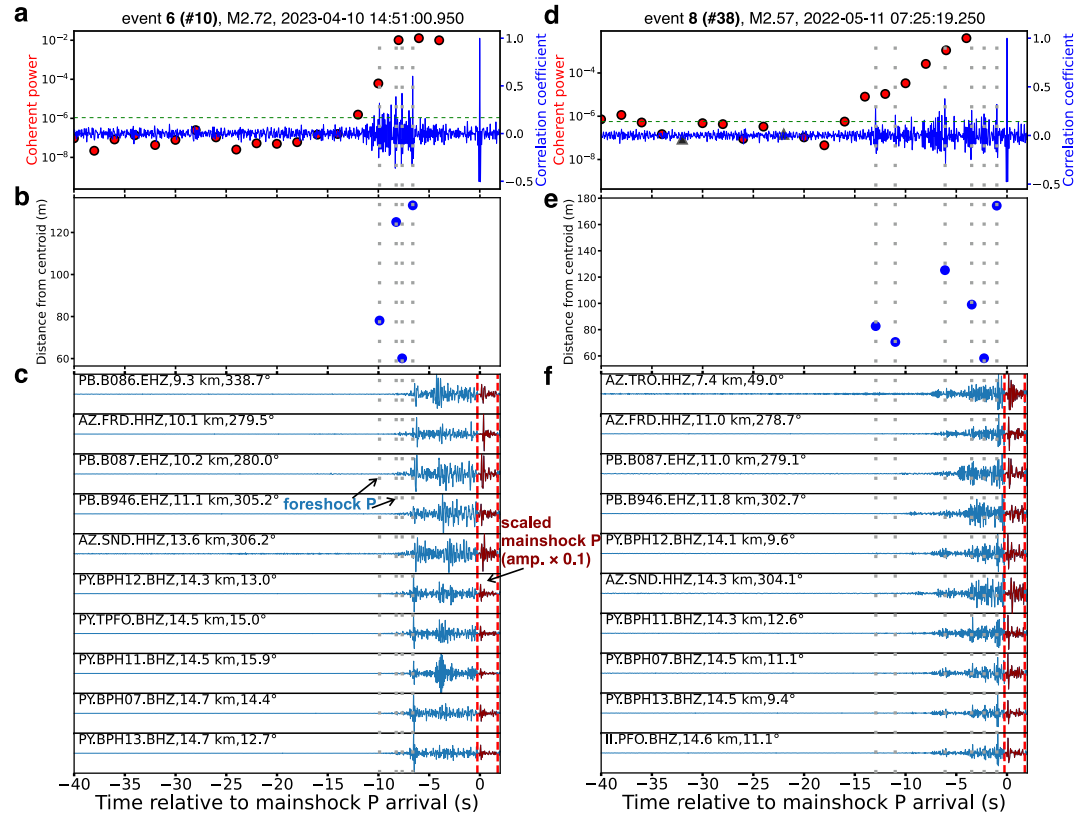 a
event 6 (#10), M2.72, 2023-04-10 14:51:00.950
Coherent power
10⁻²
10⁻⁴
10⁻⁶
10⁻⁸
1.0
0.5
0.0
−0.5
Correlation coefficient
b
Distance from centroid (m)
120
100
80
60
c
PB.B086.EHZ,9.3 km,338.7°
AZ.FRD.HHZ,10.1 km,279.5°
PB.B087.EHZ,10.2 km,280.0°
foreshock P
PB.B946.EHZ,11.1 km,305.2°
scaled
mainshock P
(amp. × 0.1)
AZ.SND.HHZ,13.6 km,306.2°
PY.BPH12.BHZ,14.3 km,13.0°
PY.TPFO.BHZ,14.5 km,15.0°
PY.BPH11.BHZ,14.5 km,15.9°
PY.BPH07.BHZ,14.7 km,14.4°
PY.BPH13.BHZ,14.7 km,12.7°
−40 −35 −30 −25 −20 −15 −10 −5 0
Time relative to mainshock P arrival (s)
d
event 8 (#38), M2.57, 2022-05-11 07:25:19.250
Coherent power
10⁻⁴
10⁻⁶
10⁻⁸
1.0
0.5
0.0
−0.5
Correlation coefficient
e
Distance from centroid (m)
180
160
140
120
100
80
60
f
AZ.TRO.HHZ,7.4 km,49.0°
AZ.FRD.HHZ,11.0 km,278.7°
PB.B087.EHZ,11.0 km,279.1°
PB.B946.EHZ,11.8 km,302.7°
PY.BPH12.BHZ,14.1 km,9.6°
AZ.SND.HHZ,14.3 km,304.1°
PY.BPH11.BHZ,14.3 km,12.6°
PY.BPH07.BHZ,14.5 km,11.1°
PY.BPH13.BHZ,14.5 km,9.4°
II.PFO.BHZ,14.6 km,11.1°
−40 −35 −30 −25 −20 −15 −10 −5 0
Time relative to mainshock P arrival (s)